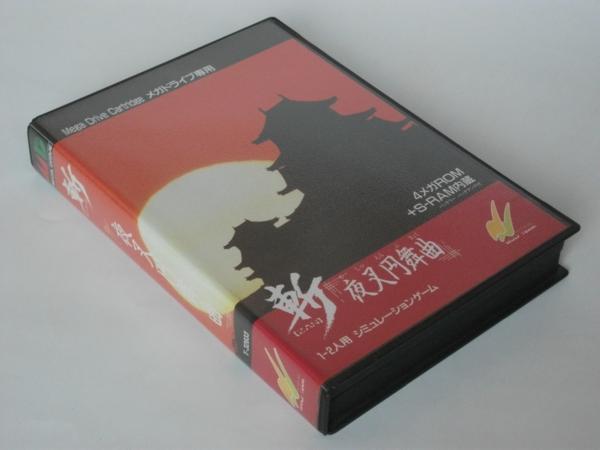 Mega Drive Cartridge メガドライブ専用
4メガROM
+S-RAM内蔵
斬
夜叉円舞曲
1~2人用 シミュレーションゲーム
斬
T-32043